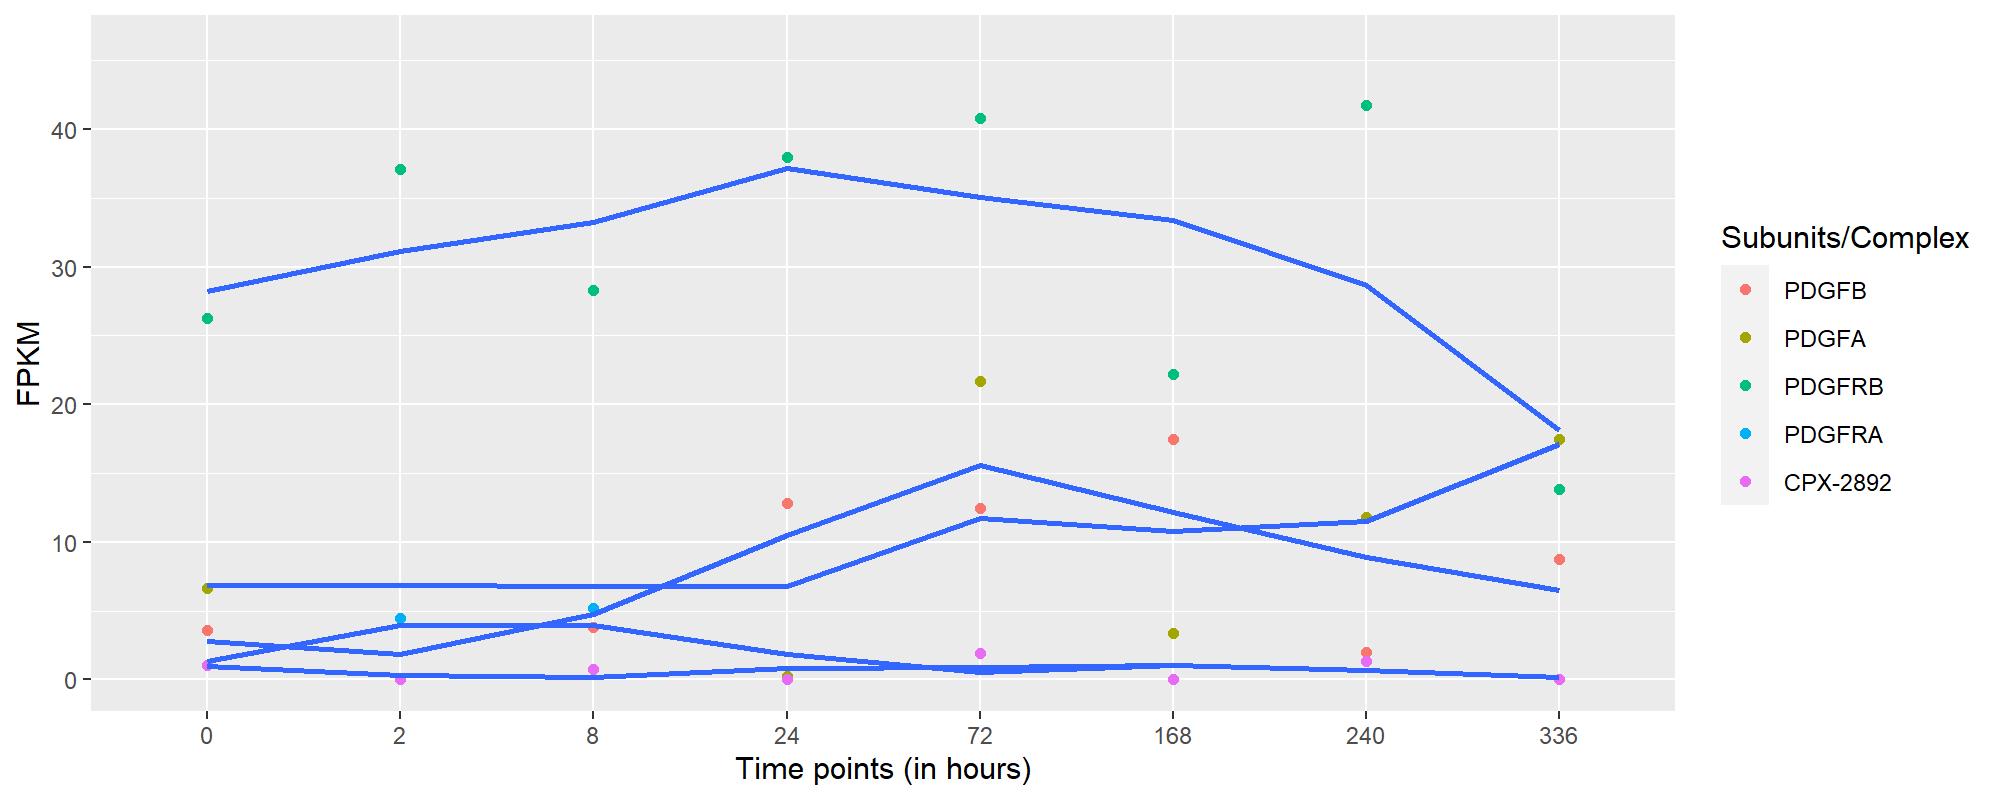 40
30
20
10
0
FPKM
0 2 8 24 72 168 240 336
Time points (in hours)
Subunits/Complex
PDGFB
PDGFA
PDGFRB
PDGFRA
CPX-2892